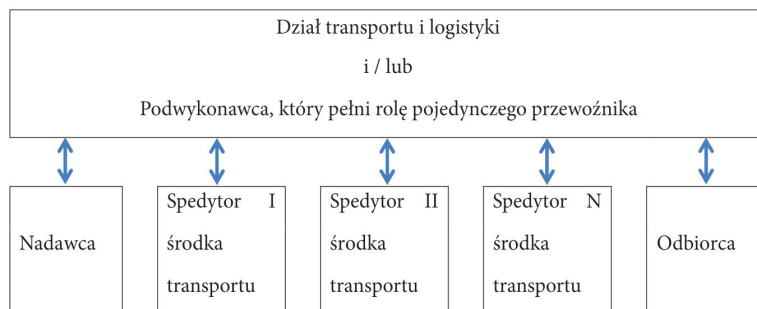 Dział transportu i logistyki
i / lub
Podwykonawca, który pełni rolę pojedynczego przewoźnika
Nadawca
Spedytor I
środka
transportu
Spedytor II
środka
transportu
Spedytor N
środka
transportu
Odbiorca